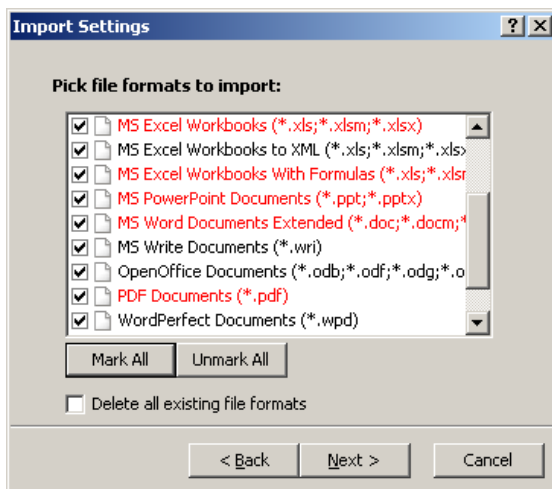 Import Settings
Pick file formats to import:
MS Excel Workbooks (*.xls;*.xlsm;*.xlsx)
MS Excel Workbooks to XML (*.xls;*.xlsm;*.xlsx
MS Excel Workbooks With Formulas (*.xls;*.xlsm
MS PowerPoint Documents (*.ppt;*.pptx)
MS Word Documents Extended (*.doc;*.docm;*
MS Write Documents (*.wri)
OpenOffice Documents (*.odb;*.odf;*.odg;*.o
PDF Documents (*.pdf)
WordPerfect Documents (*.wpd)
Mark All Unmark All
Delete all existing file formats
< Back Next > Cancel